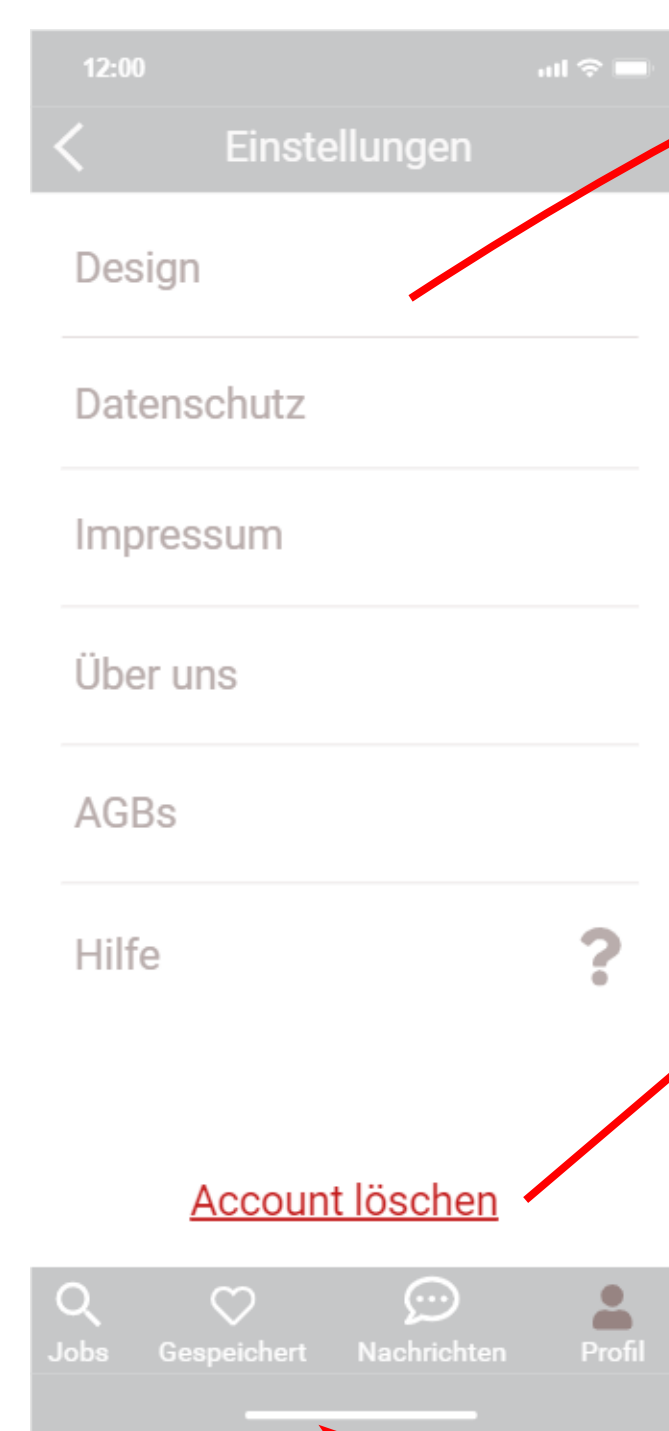 12:00
Einstellungen
Design
Datenschutz
Impressum
Über uns
AGBs
Hilfe ?
Account löschen
Jobs Gespeichert Nachrichten Profil